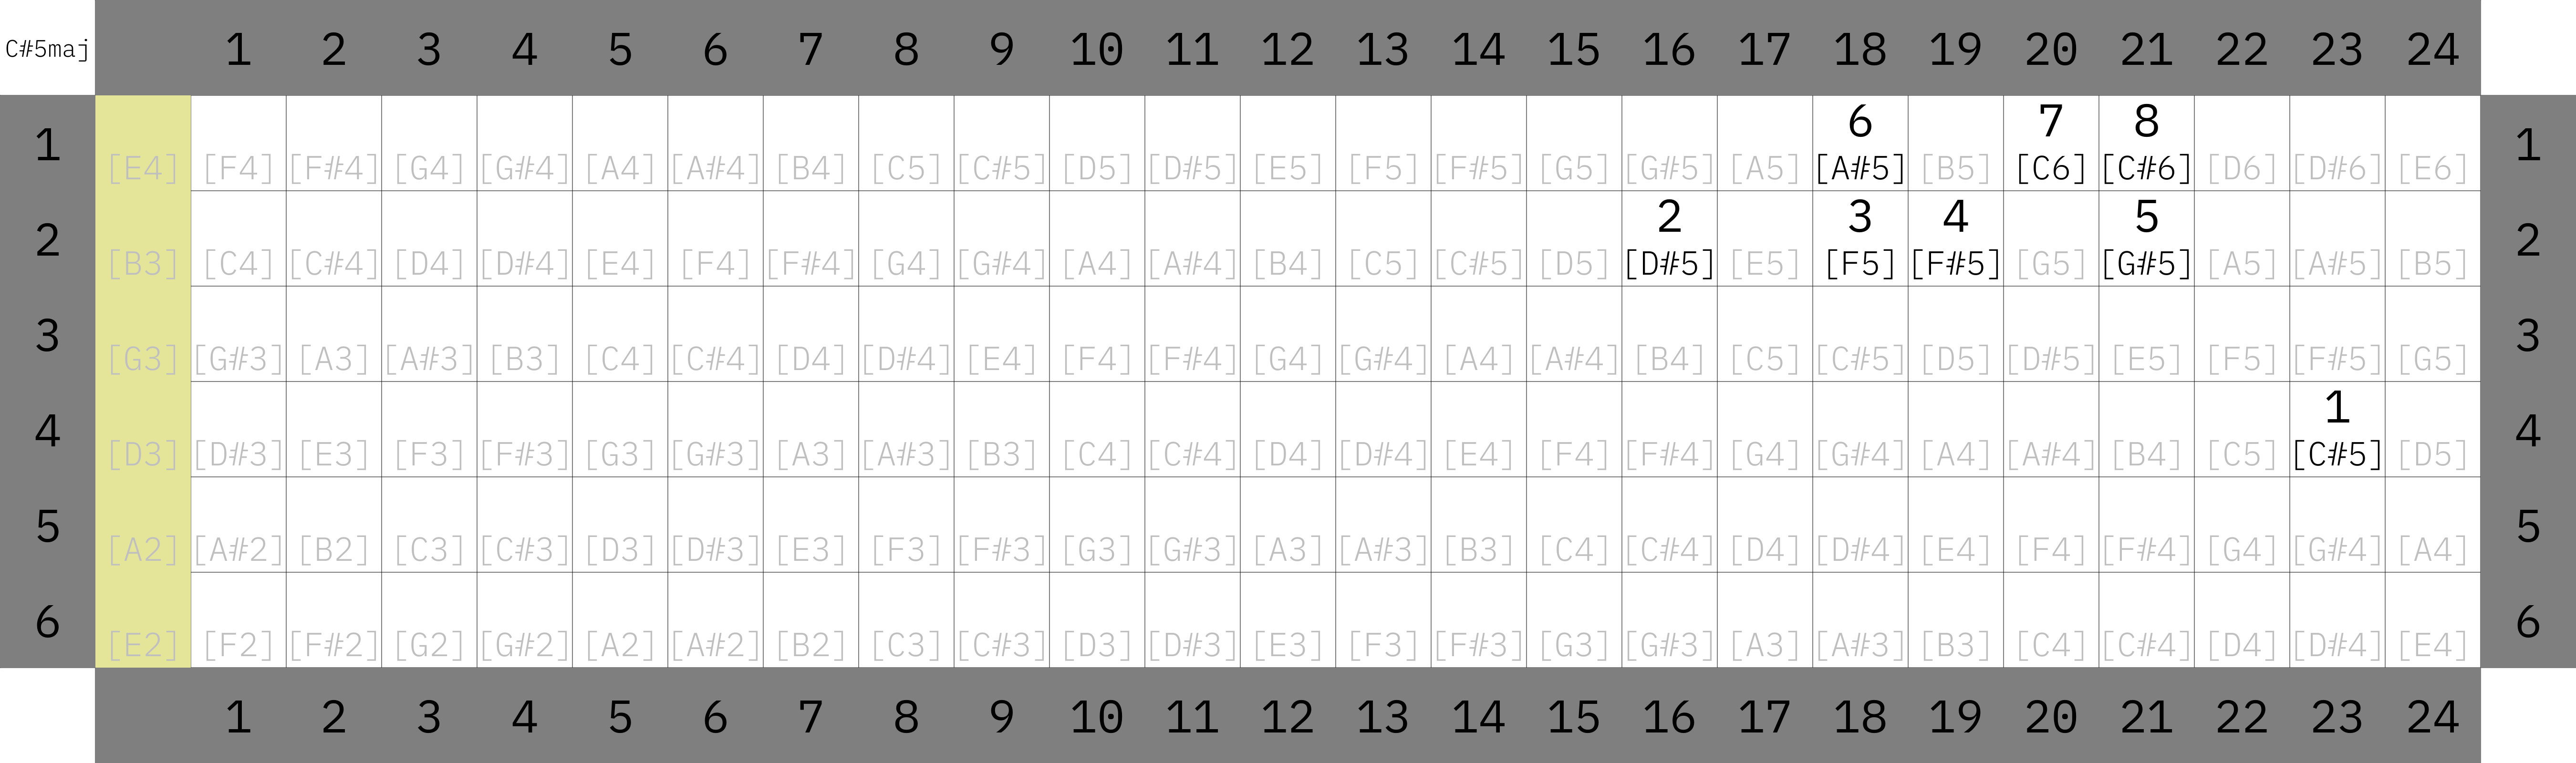 C#5maj 1 2 3 4 5 6 7 8 9 10 11 12 13 14 15 16 17 18 19 20 21 22 23 24
6 7 8
1 [E4] [F4] [F#4] [G4] [G#4] [A4] [A#4] [B4] [C5] [C#5] [D5] [D#5] [E5] [F5] [F#5] [G5] [G#5] [A5] [A#5] [B5] [C6] [C#6] [D6] [D#6] [E6] 1
2 3 4 5
2 [B3] [C4] [C#4] [D4] [D#4] [E4] [F4] [F#4] [G4] [G#4] [A4] [A#4] [B4] [C5] [C#5] [D5] [D#5] [E5] [F5] [F#5] [G5] [G#5] [A5] [A#5] [B5] 2
3 [G3] [G#3] [A3] [A#3] [B3] [C4] [C#4] [D4] [D#4] [E4] [F4] [F#4] [G4] [G#4] [A4] [A#4] [B4] [C5] [C#5] [D5] [D#5] [E5] [F5] [F#5] [G5] 3
1
4 [D3] [D#3] [E3] [F3] [F#3] [G3] [G#3] [A3] [A#3] [B3] [C4] [C#4] [D4] [D#4] [E4] [F4] [F#4] [G4] [G#4] [A4] [A#4] [B4] [C5] [C#5] [D5] 4
5 [A2] [A#2] [B2] [C3] [C#3] [D3] [D#3] [E3] [F3] [F#3] [G3] [G#3] [A3] [A#3] [B3] [C4] [C#4] [D4] [D#4] [E4] [F4] [F#4] [G4] [G#4] [A4] 5
6 [E2] [F2] [F#2] [G2] [G#2] [A2] [A#2] [B2] [C3] [C#3] [D3] [D#3] [E3] [F3] [F#3] [G3] [G#3] [A3] [A#3] [B3] [C4] [C#4] [D4] [D#4] [E4] 6
1 2 3 4 5 6 7 8 9 10 11 12 13 14 15 16 17 18 19 20 21 22 23 24